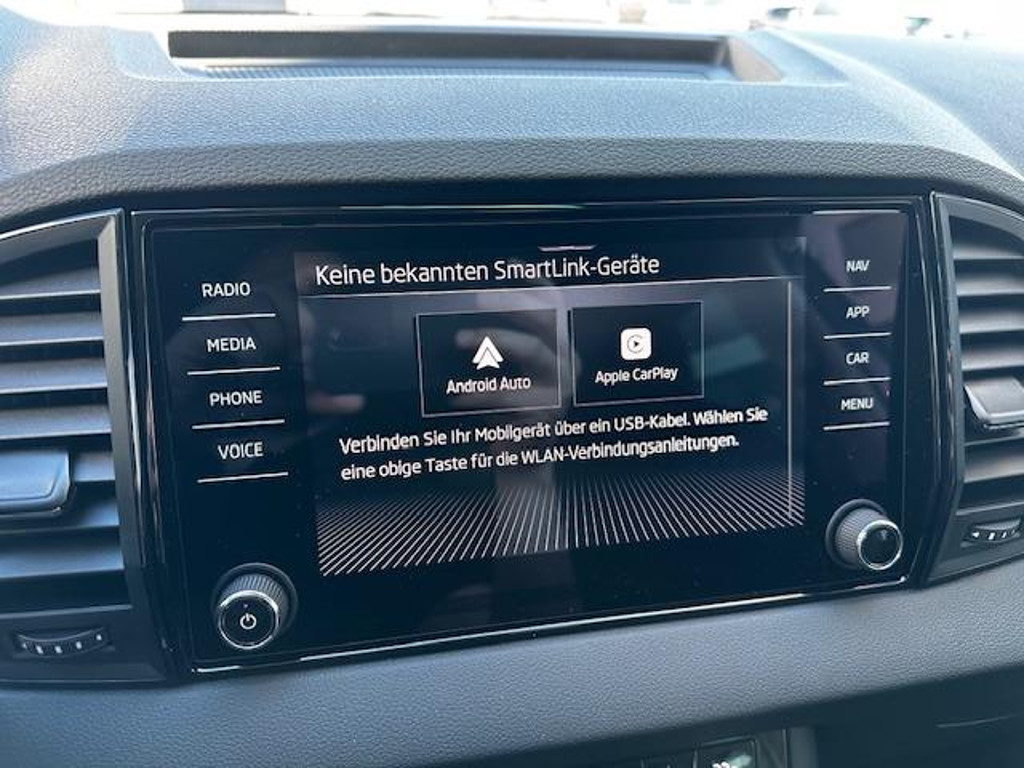 Keine bekannten SmartLink-Geräte
RADIO
MEDIA
PHONE
VOICE
Android Auto
Apple CarPlay
Verbinden Sie Ihr Mobilgerät über ein USB-Kabel. Wählen Sie
eine obige Taste für die WLAN-Verbindungsanleitungen.
NAV
APP
CAR
MENU